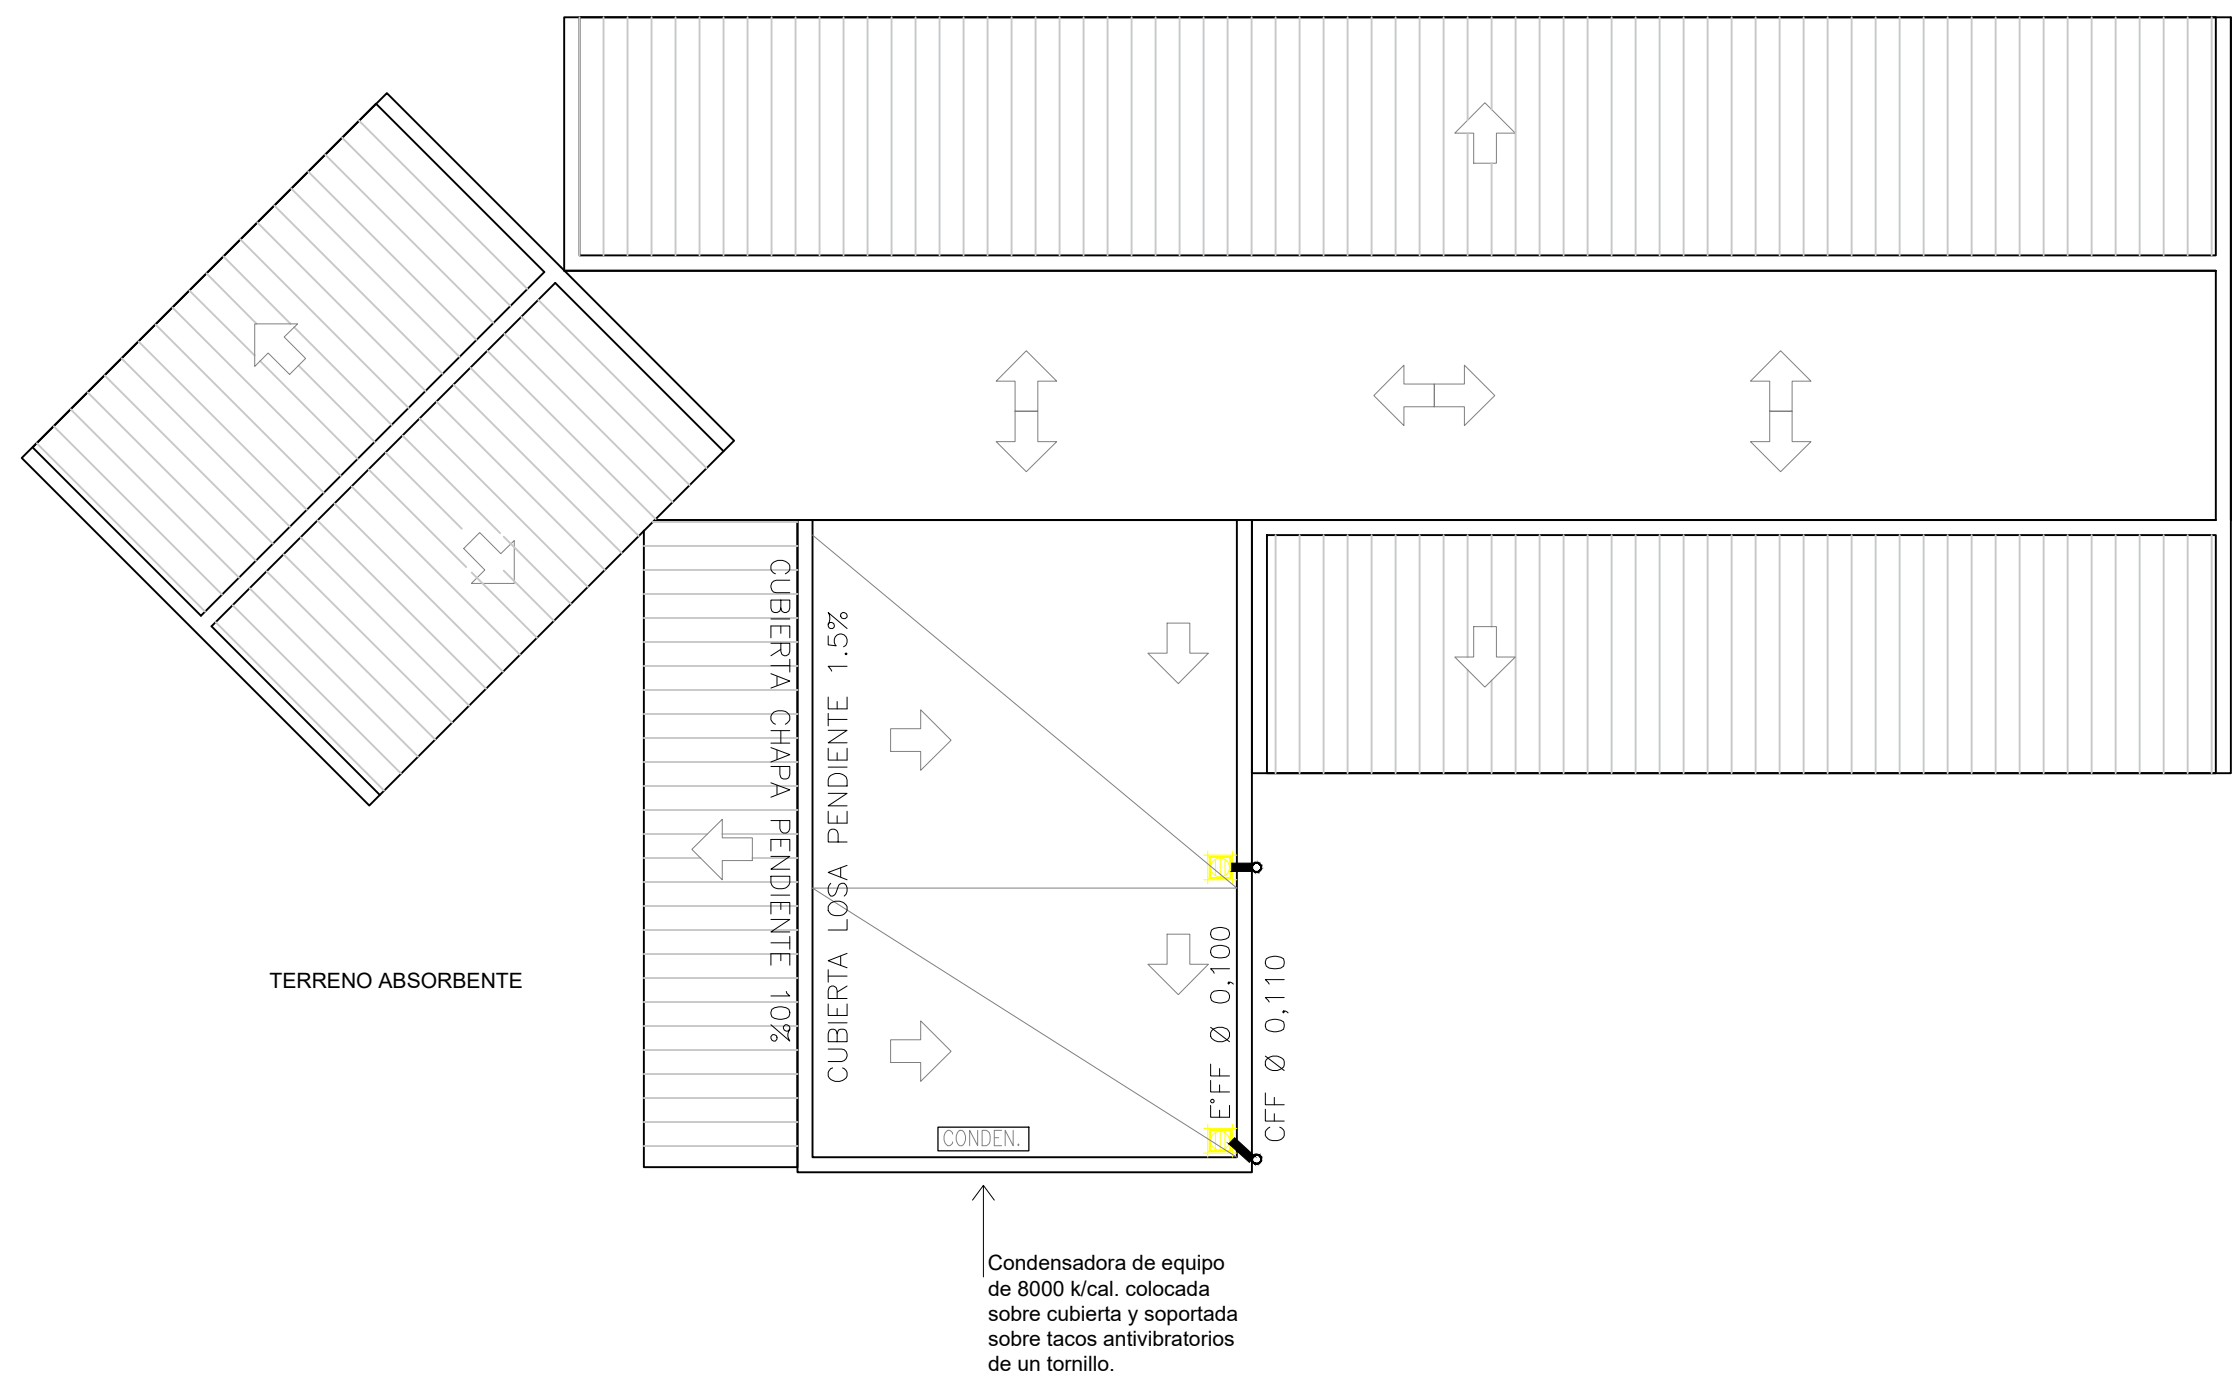 CUBIERTA CHAPA PENDIENTE 10%
CUBIERTA LOSA PENDIENTE 1.5%
E°FF Ø 0,100
CFF Ø 0,110
TERRENO ABSORBENTE
CONDEN.
Condensadora de equipo
de 8000 k/cal. colocada
sobre cubierta y soportada
sobre tacos antivibratorios
de un tornillo.